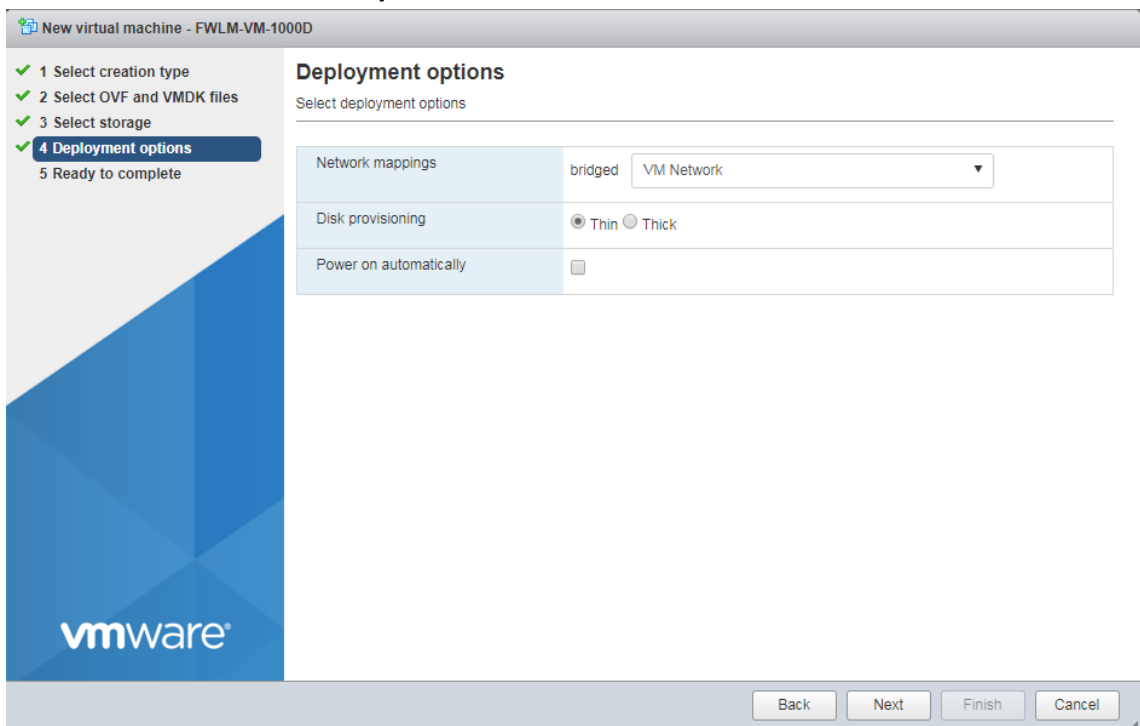 New virtual machine - FWLM-VM-1000D
1 Select creation type
2 Select OVF and VMDK files
3 Select storage
4 Deployment options
5 Ready to complete
Deployment options
Select deployment options
Network mappings
bridged VM Network
Disk provisioning
Thin Thick
Power on automatically
vmware®
Back Next Finish Cancel